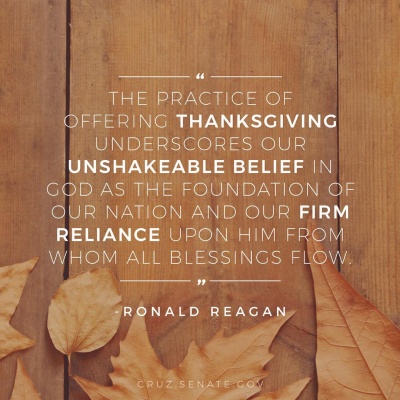 “
THE PRACTICE OF
OFFERING THANKSGIVING
UNDERSCORES OUR
UNSHAKEABLE BELIEF IN
GOD AS THE FOUNDATION OF
OUR NATION AND OUR FIRM
RELIANCE UPON HIM FROM
WHOM ALL BLESSINGS FLOW.
”
-RONALD REAGAN
CRUZ.SENATE.GOV